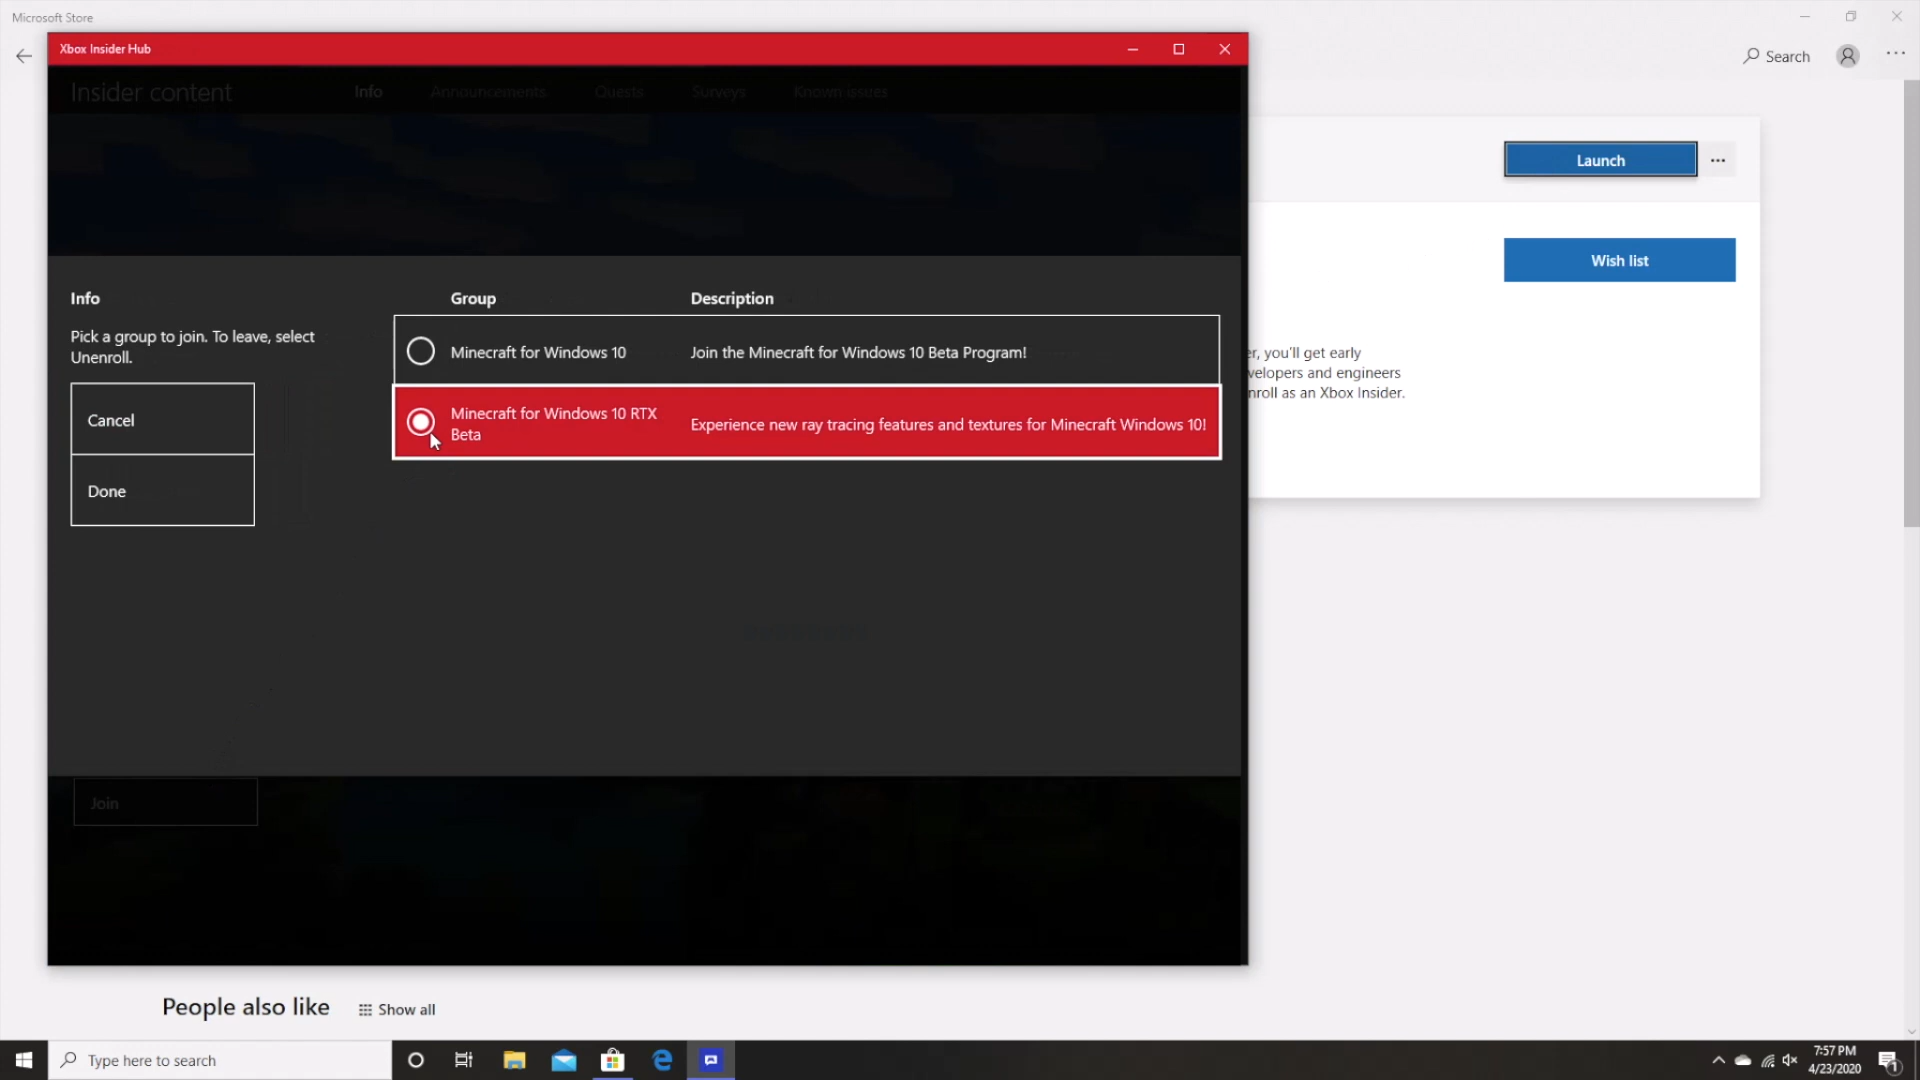 Microsoft Store
Xbox Insider Hub
Search
Insider content
Info
Announcements
Quests
Surveys
Known issues
Launch
Wish list
Info
Group
Description
Pick a group to join. To leave, select
Unenroll.
Minecraft for Windows 10
Join the Minecraft for Windows 10 Beta Program!
er, you'll get early
velopers and engineers
nroll as an Xbox Insider.
Cancel
Minecraft for Windows 10 RTX
Beta
Experience new ray tracing features and textures for Minecraft Windows 10!
Done
Join
People also like
Show all
Type here to search
7:57 PM
4/23/2020
1